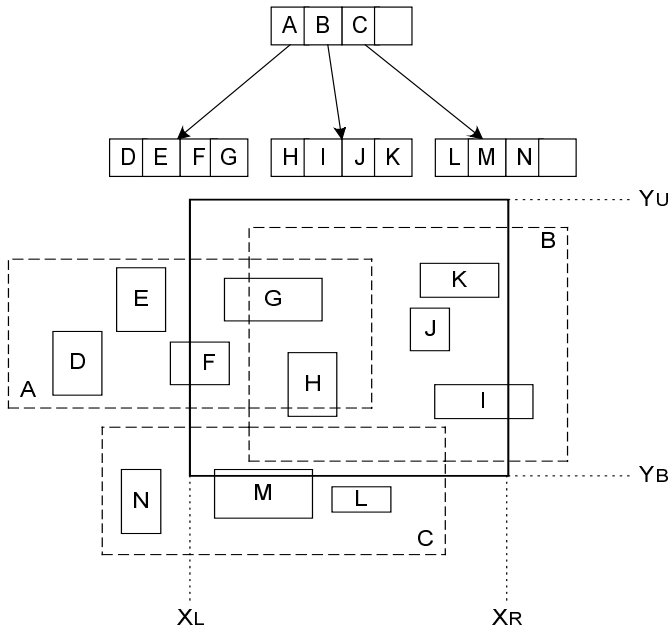 A B C
D E F G H I J K L M N
YU
B
K
E G
J
D F H
A I
M
N L
YB
C
XL XR